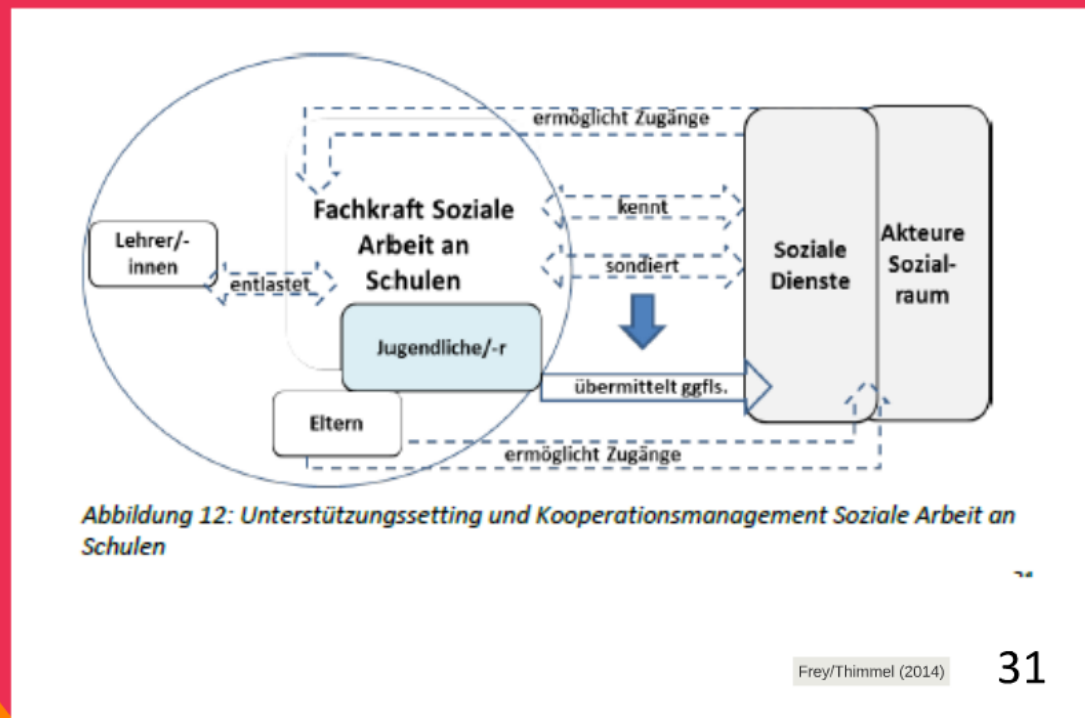 ermöglicht Zugänge
Fachkraft Soziale
Arbeit an
Schulen
kennt
sondiert
Lehrer/-
innen
entlastet
Soziale
Dienste
Akteure
Sozial-
raum
Jugendliche/-r
übermittelt ggfls.
Eltern
ermöglicht Zugänge
Abbildung 12: Unterstützungssetting und Kooperationsmanagement Soziale Arbeit an
Schulen
Frey/Thimmel (2014)
31